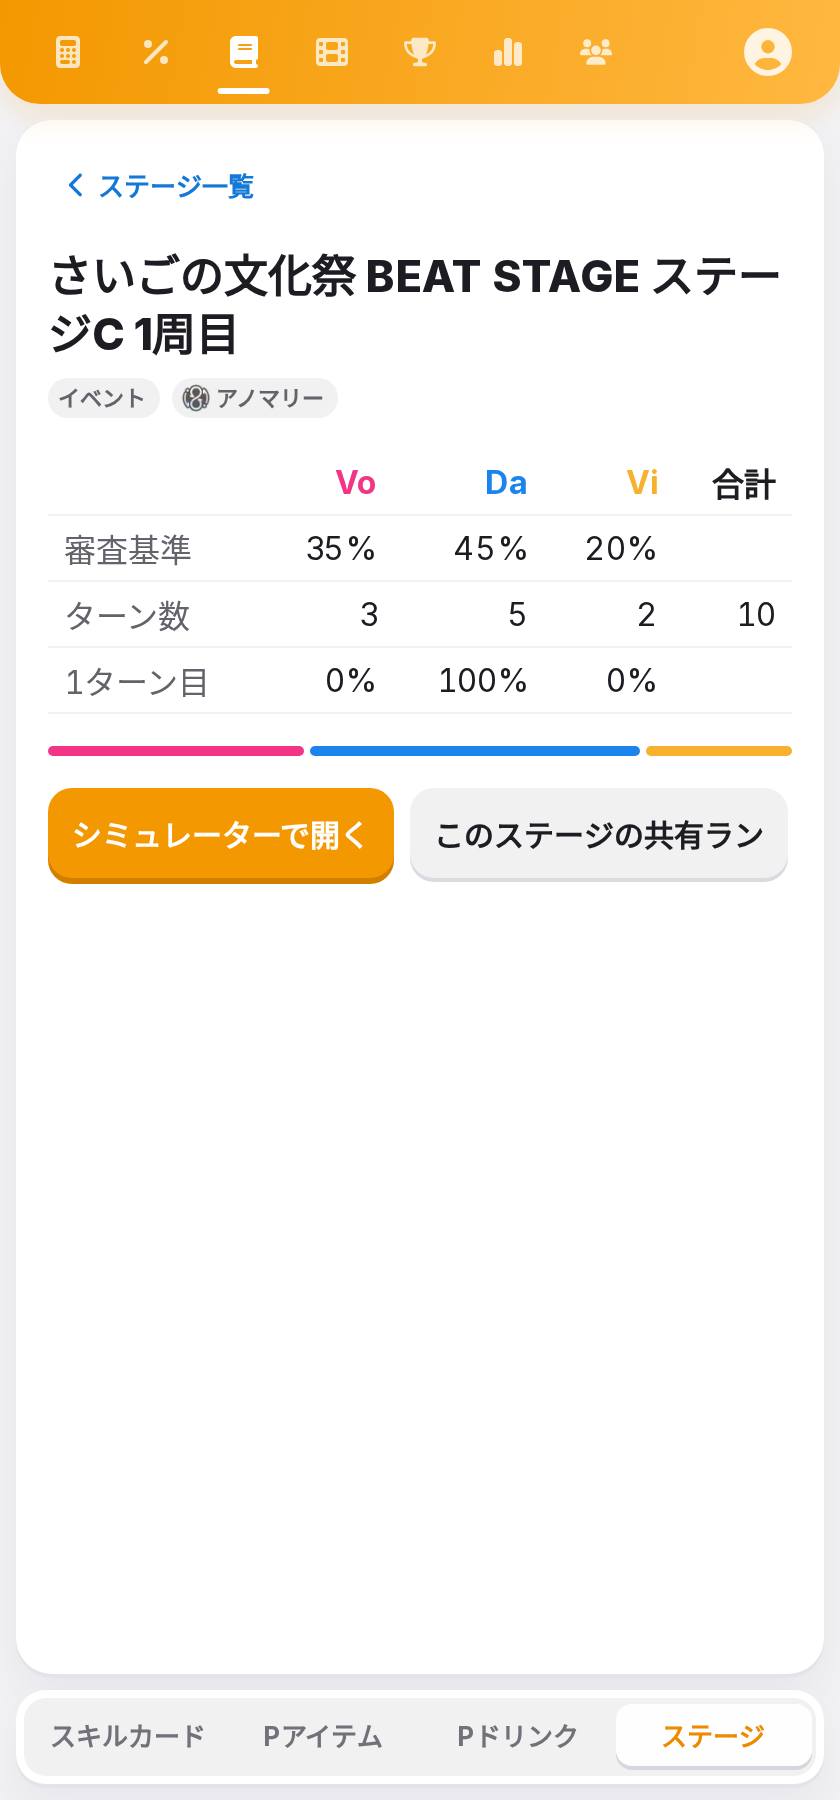 ステージ一覧
さいごの文化祭 BEAT STAGE ステー
ジC 1周目
イベント アノマリー
Vo Da Vi 合計
審査基準 35% 45% 20%
ターン数 3 5 2 10
1ターン目 0% 100% 0%
シミュレーターで開く このステージの共有ラン
スキルカード Pアイテム Pドリンク ステージ